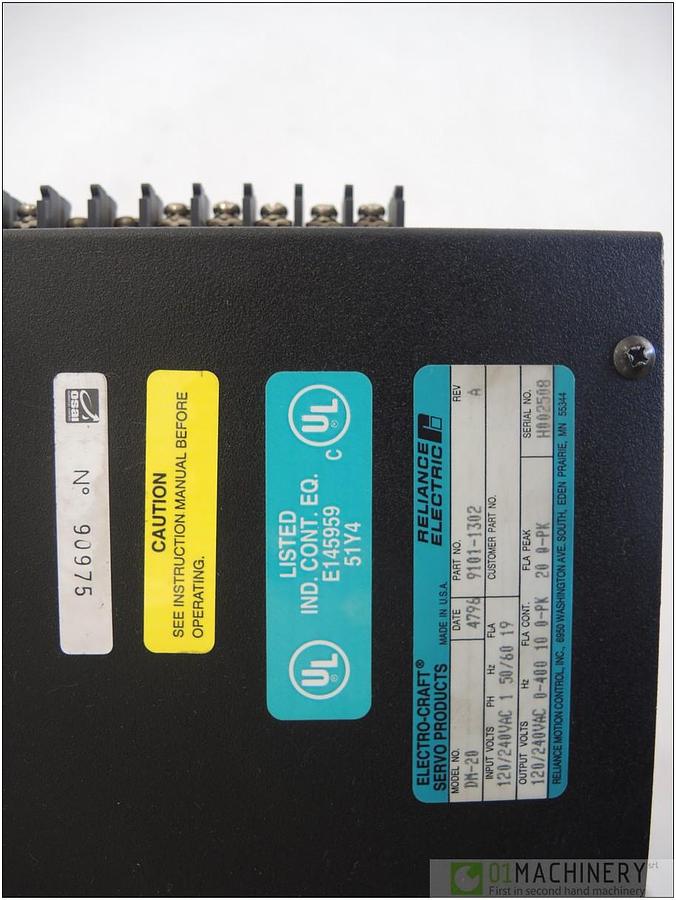 osai
N° 90975
CAUTION
SEE INSTRUCTION MANUAL BEFORE
OPERATING.
UL
LISTED
IND. CONT. EQ.
E145959
51Y4
C UL
ELECTRO-CRAFT®
SERVO PRODUCTS
MADE IN U.S.A.
RELIANCE
ELECTRIC
MODEL NO. DATE PART NO. REV
DM-20 4796 9101-1302 A
INPUT VOLTS PH Hz FLA CUSTOMER PART NO.
120/240VAC 1 50/60 19
OUTPUT VOLTS Hz FLA CONT. FLA PEAK SERIAL NO.
120/240VAC 0-400 10 0-PK 20 0-PK H002508
RELIANCE MOTION CONTROL, INC., 6950 WASHINGTON AVE. SOUTH, EDEN PRAIRIE, MN 55344
01MACHINERY srl
First in second hand machinery